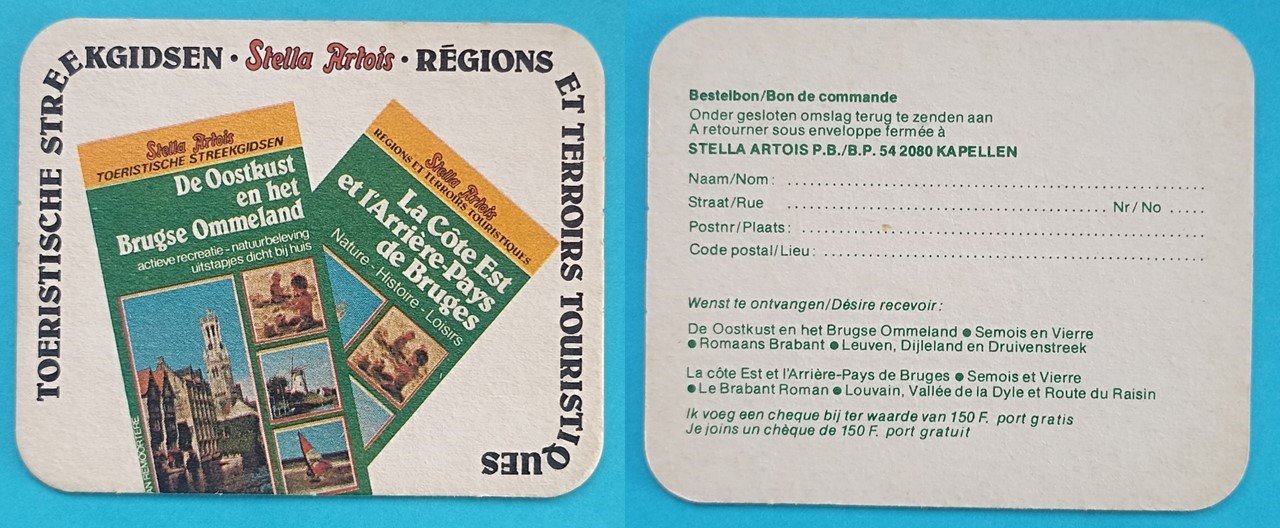 TOERISTISCHE STREEKGIDSEN · Stella Artois · RÉGIONS ET TERROIRS TOURISTIQUES
Stella Artois
TOERISTISCHE STREEKGIDSEN
De Oostkust
en het
Brugse Ommeland
actieve recreatie - natuurbeleving
uitstapjes dicht bij huis
Stella Artois
RÉGIONS ET TERROIRS TOURISTIQUES
La Côte Est
et l'Arrière-Pays
de Bruges
Nature - Histoire - Loisirs
Bestelbon/Bon de commande
Onder gesloten omslag terug te zenden aan
A retourner sous enveloppe fermée à
STELLA ARTOIS P.B./B.P. 54 2080 KAPELLEN
Naam/Nom: ........................................
Straat/Rue ........................................ Nr/No .....
Postnr/Plaats: ........................................
Code postal/Lieu: ........................................
Wenst te ontvangen/Désire recevoir:
De Oostkust en het Brugse Ommeland ● Semois en Vierre
● Romaans Brabant ● Leuven, Dijleland en Druivenstreek
La côte Est et l'Arrière-Pays de Bruges ● Semois et Vierre
● Le Brabant Roman ● Louvain, Vallée de la Dyle et Route du Raisin
Ik voeg een cheque bij ter waarde van 150 F. port gratis
Je joins un chèque de 150 F. port gratuit